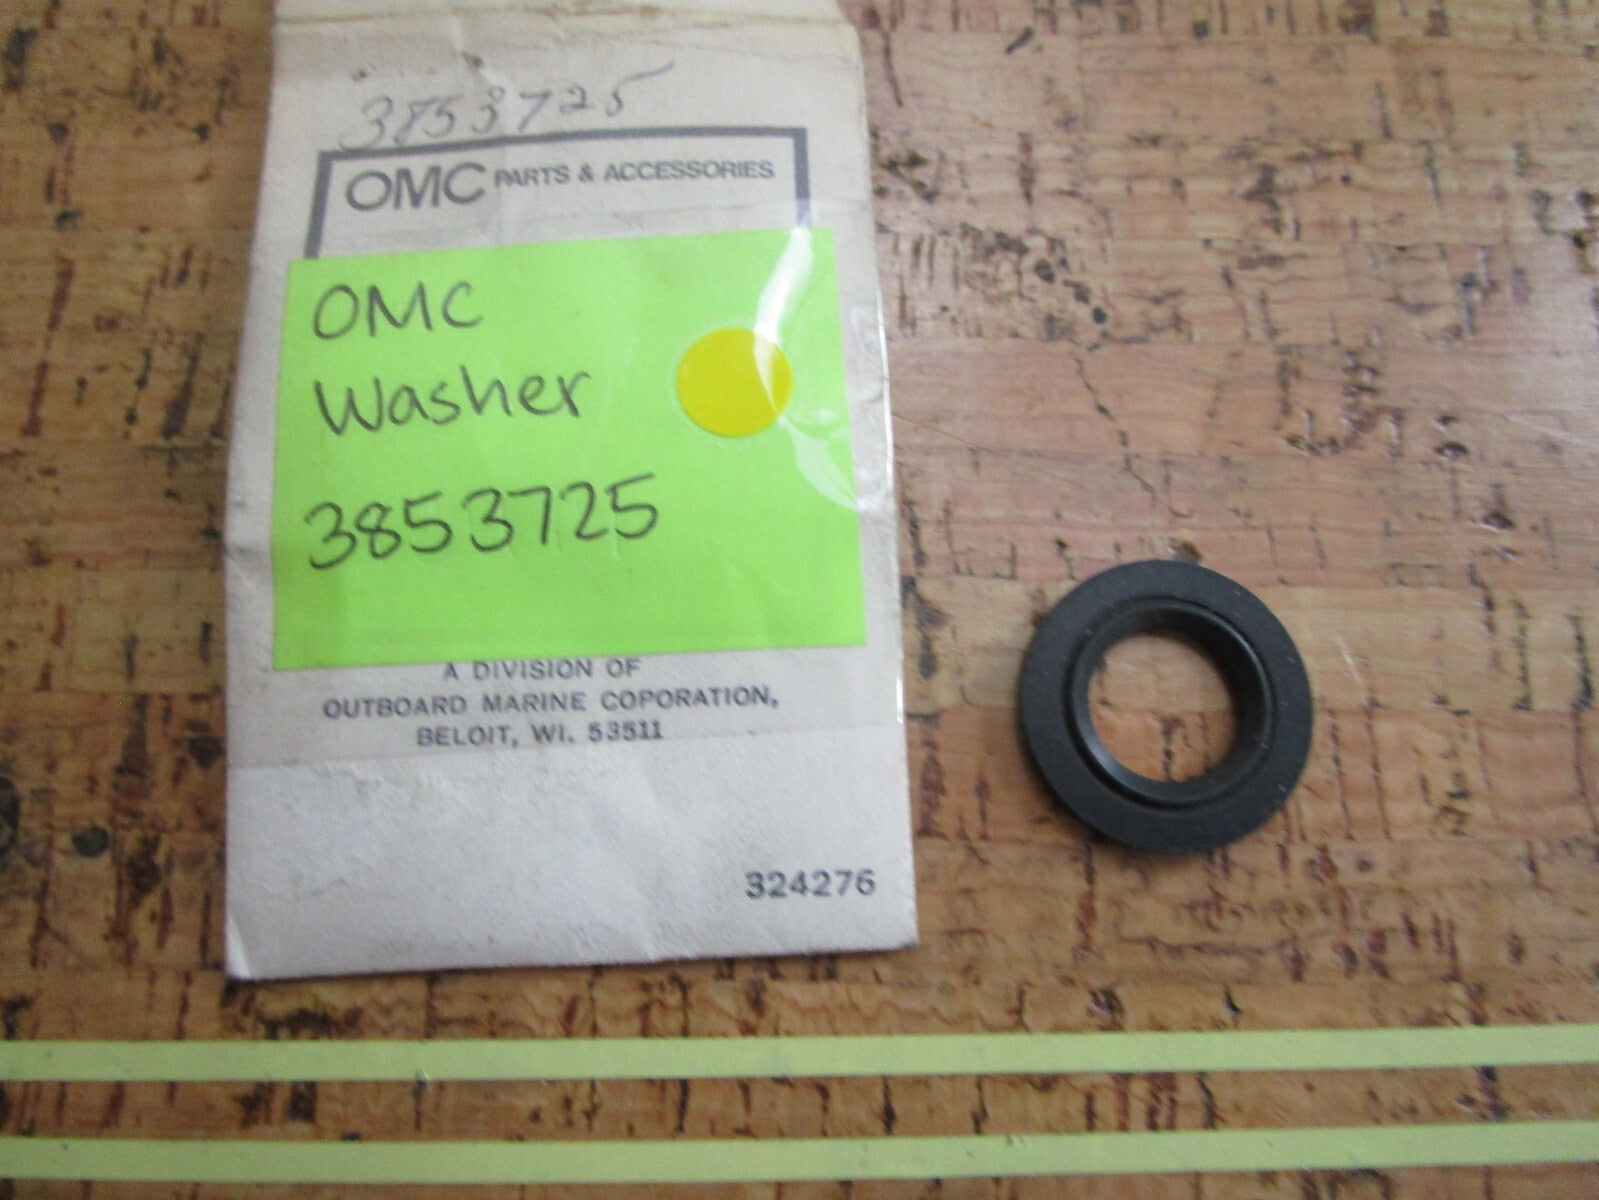 3853725
OMC PARTS & ACCESSORIES
OMC
Washer
3853725
A DIVISION OF
OUTBOARD MARINE COPORATION,
BELOIT, WI. 53511
324276